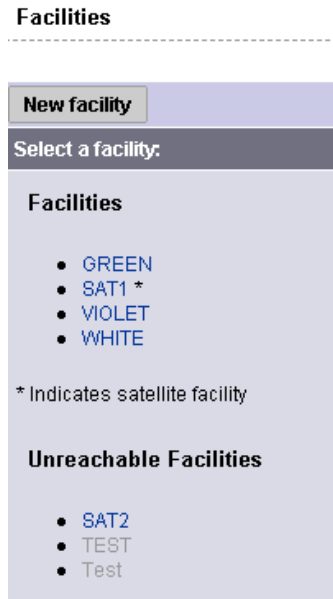 Facilities
New facility
Select a facility:
Facilities
• GREEN
• SAT1 *
• VIOLET
• WHITE
* Indicates satellite facility
Unreachable Facilities
• SAT2
• TEST
• Test